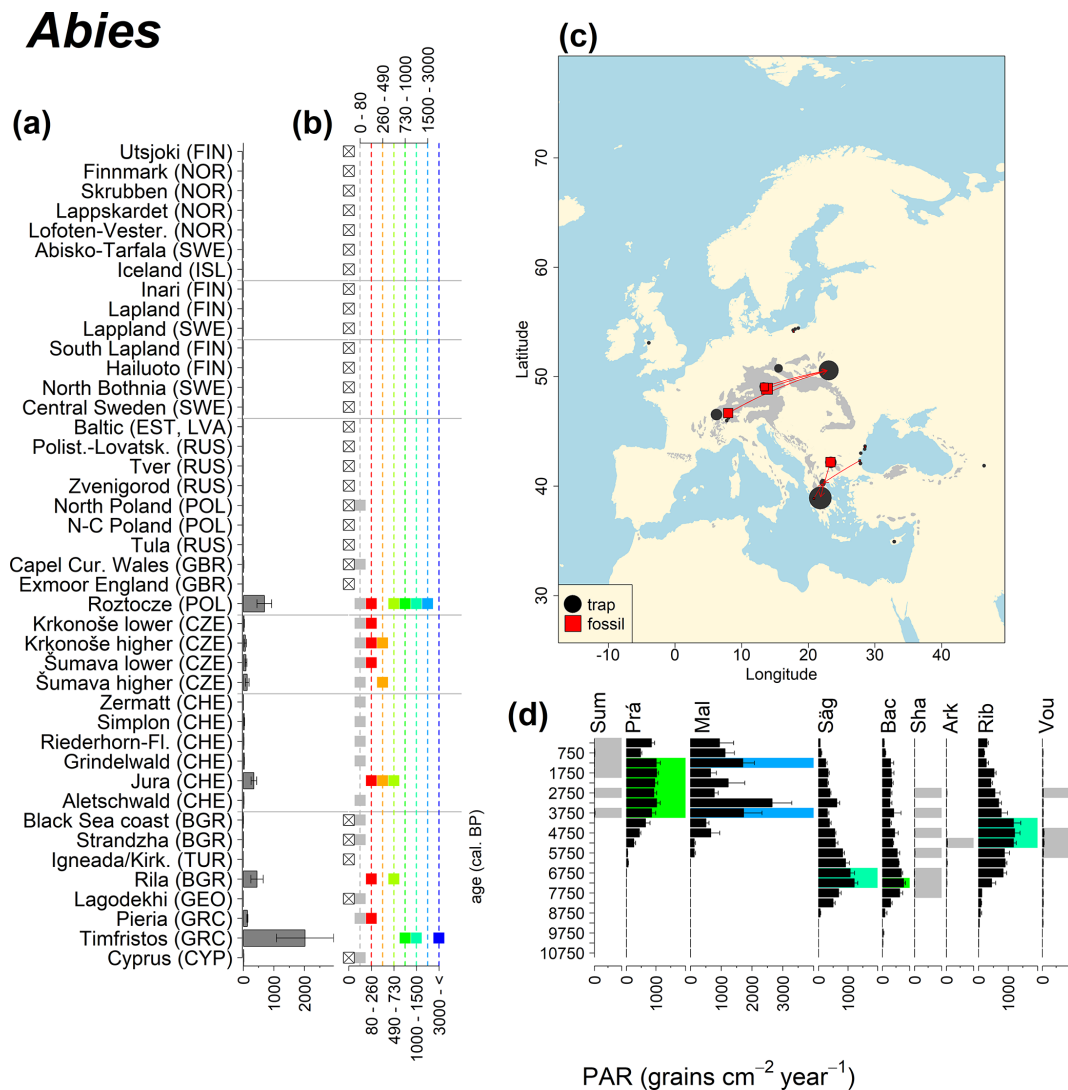 Abies
(a)
(b)
(c)
0 - 80
260 - 490
730 - 1000
1500 - 3000
Utsjoki (FIN)
Finnmark (NOR)
Skrubben (NOR)
Lappskardet (NOR)
Lofoten-Vester. (NOR)
Abisko-Tarfala (SWE)
Iceland (ISL)
Inari (FIN)
Lapland (FIN)
Lappland (SWE)
South Lapland (FIN)
Hailuoto (FIN)
North Bothnia (SWE)
Central Sweden (SWE)
Baltic (EST, LVA)
Polist.-Lovatsk. (RUS)
Tver (RUS)
Zvenigorod (RUS)
North Poland (POL)
N-C Poland (POL)
Tula (RUS)
Capel Cur. Wales (GBR)
Exmoor England (GBR)
Roztocze (POL)
Krkonoše lower (CZE)
Krkonoše higher (CZE)
Šumava lower (CZE)
Šumava higher (CZE)
Zermatt (CHE)
Simplon (CHE)
Riederhorn-Fl. (CHE)
Grindelwald (CHE)
Jura (CHE)
Aletschwald (CHE)
Black Sea coast (BGR)
Strandzha (BGR)
Igneada/Kirk. (TUR)
Rila (BGR)
Lagodekhi (GEO)
Pieria (GRC)
Timfristos (GRC)
Cyprus (CYP)
0
1000
2000
80 - 260
490 - 730
1000 - 1500
3000 - <
Latitude
70
60
50
40
30
trap
fossil
-10 0 10 20 30 40
Longitude
(d)
Sum
Prá
Mal
Säg
Bac
Sha
Ark
Rib
Vou
age (cal. BP)
750
1750
2750
3750
4750
5750
6750
7750
8750
9750
10750
0
0
1000
0
1000
2000
3000
0
1000
0
0
0
0
1000
0
PAR (grains cm−2 year−1)